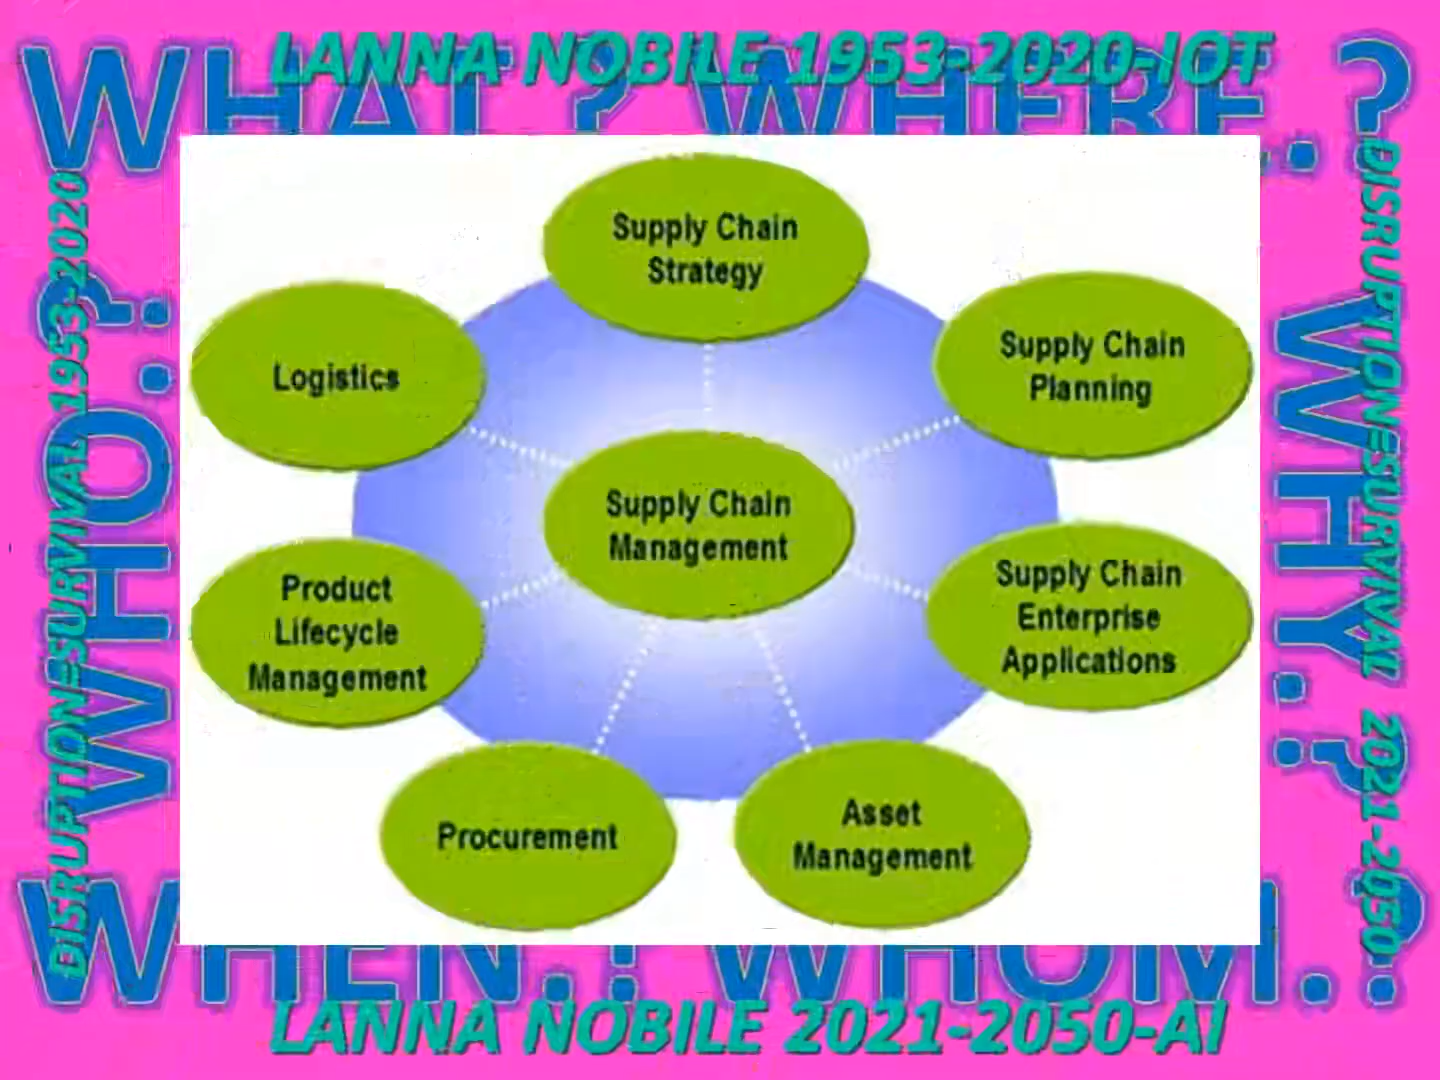 LANNA NOBILE 1953-2020-IOT
WHAT ? WHERE. ?
DISRUPTION=SURVIVAL 1953-2020
WHO.?
Supply Chain
Strategy
Logistics
Supply Chain
Planning
Supply Chain
Management
Product
Lifecycle
Management
Supply Chain
Enterprise
Applications
Procurement
Asset
Management
WHY.?
DISRUPTION=SURVIVAL 2021-2050
WHEN.? WHOM.?
LANNA NOBILE 2021-2050-AI